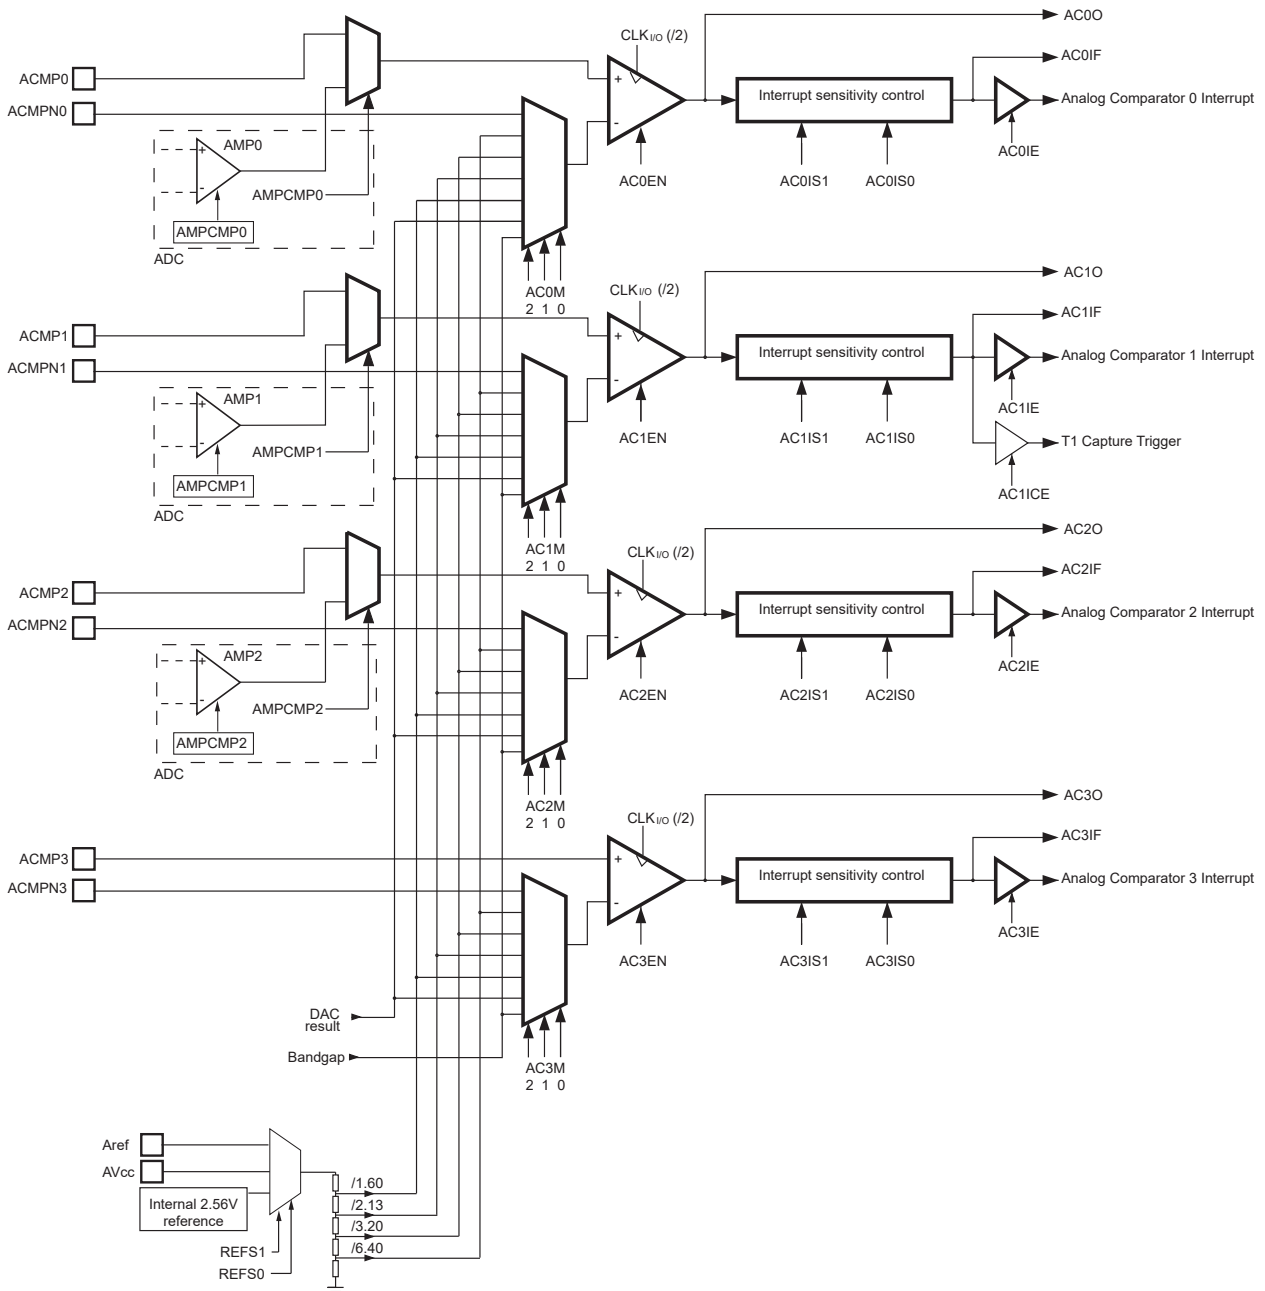 CLK I/O (/2)
AC0O
AC0IF
ACMP0
+
Interrupt sensitivity control
Analog Comparator 0 Interrupt
ACMPN0
-
AMP0
+
AC0IE
-
AMPCMP0
AC0EN
AC0IS1
AC0IS0
AMPCMP0
ADC
AC0M
2 1 0
CLK I/O (/2)
AC1O
AC1IF
ACMP1
+
Interrupt sensitivity control
Analog Comparator 1 Interrupt
ACMPN1
-
AMP1
+
AC1IE
-
AMPCMP1
AC1EN
AC1IS1
AC1IS0
T1 Capture Trigger
AMPCMP1
AC1ICE
ADC
AC1M
2 1 0
CLK I/O (/2)
AC2O
AC2IF
ACMP2
+
Interrupt sensitivity control
Analog Comparator 2 Interrupt
ACMPN2
-
AMP2
+
AC2IE
-
AMPCMP2
AC2EN
AC2IS1
AC2IS0
AMPCMP2
ADC
AC2M
2 1 0
CLK I/O (/2)
AC3O
AC3IF
ACMP3
+
Interrupt sensitivity control
Analog Comparator 3 Interrupt
ACMPN3
-
AC3IE
AC3EN
AC3IS1
AC3IS0
DAC
result
Bandgap
AC3M
2 1 0
Aref
AVcc
Internal 2.56V
reference
/1.60
/2.13
/3.20
/6.40
REFS1
REFS0